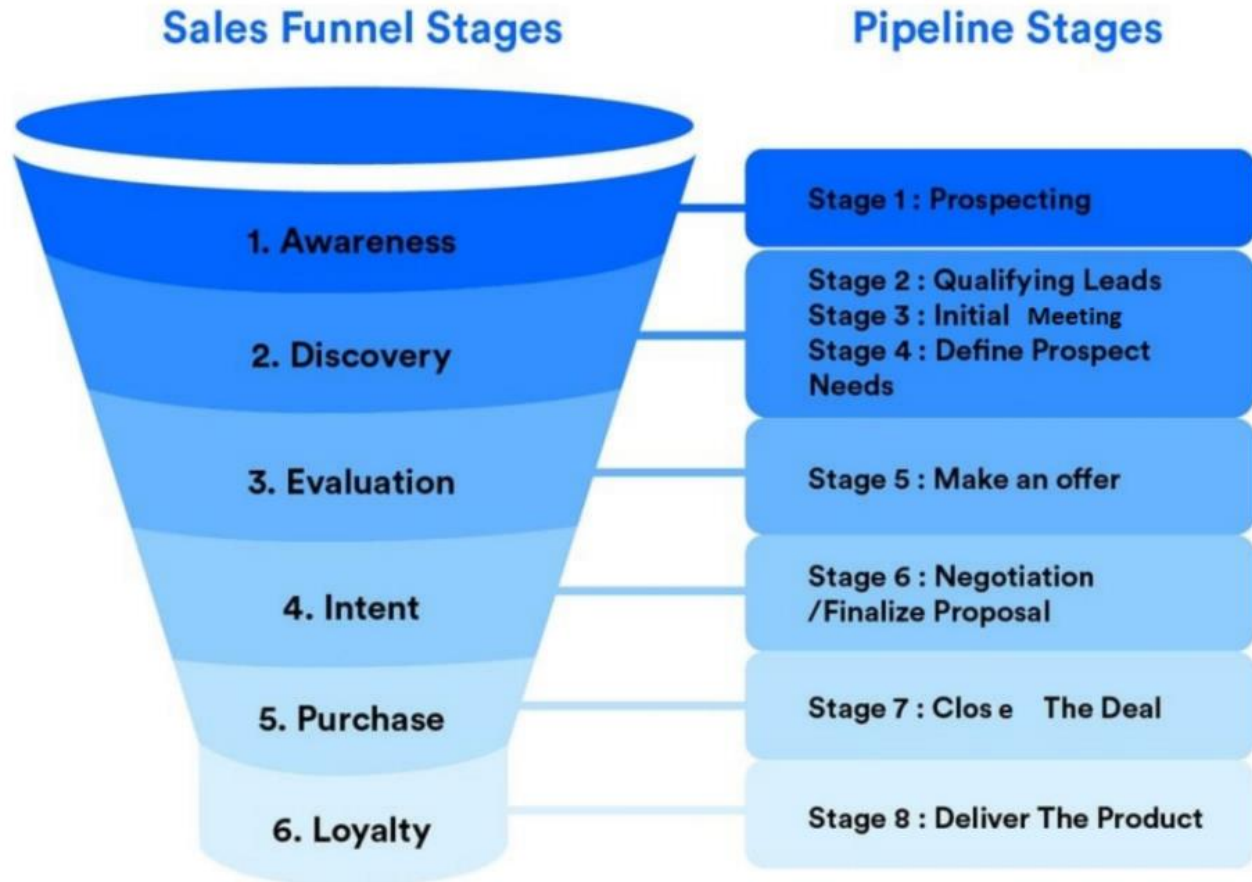 Sales Funnel Stages
Pipeline Stages
1. Awareness
2. Discovery
3. Evaluation
4. Intent
5. Purchase
6. Loyalty
Stage 1 : Prospecting
Stage 2 : Qualifying Leads
Stage 3 : Initial Meeting
Stage 4 : Define Prospect
Needs
Stage 5 : Make an offer
Stage 6 : Negotiation
/Finalize Proposal
Stage 7 : Clos e The Deal
Stage 8 : Deliver The Product